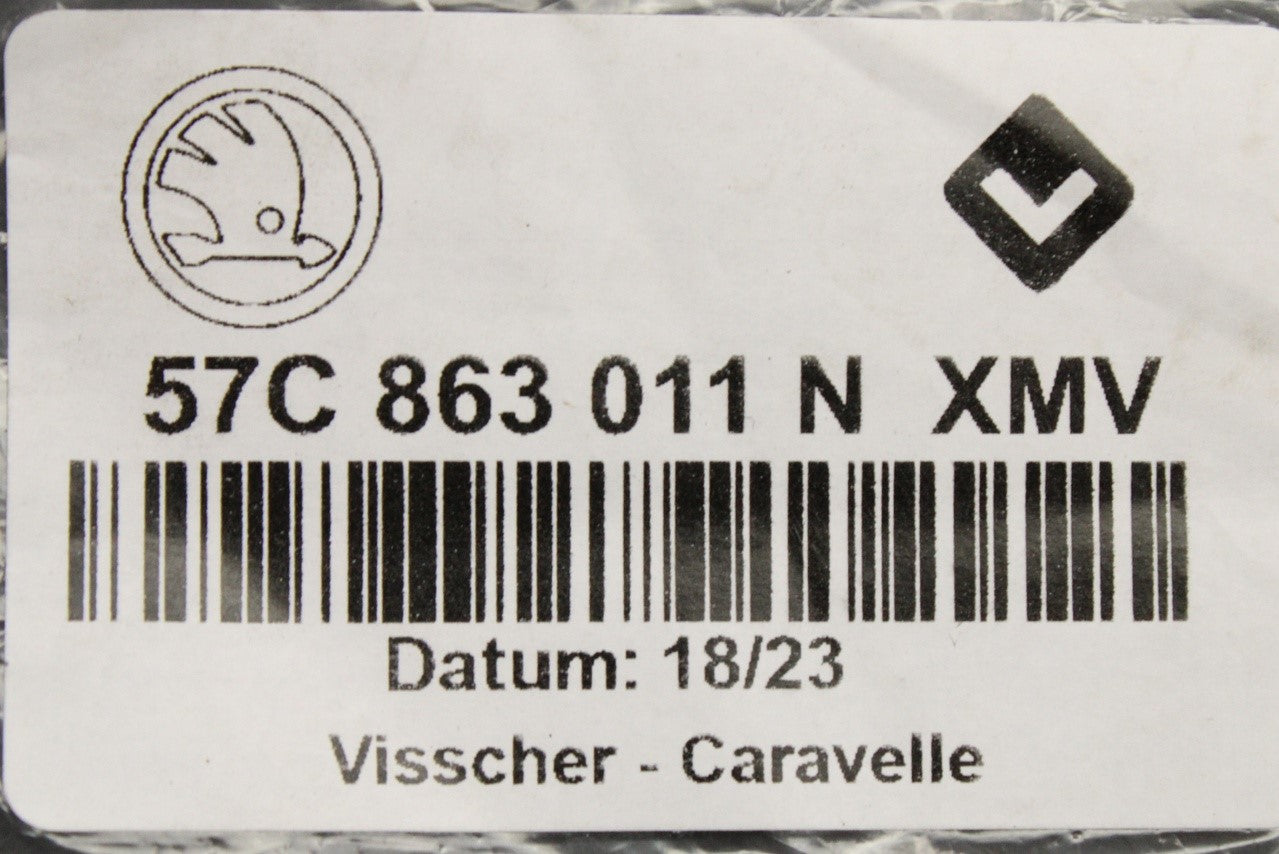 57C 863 011 N XMV
Datum: 18/23
Visscher - Caravelle